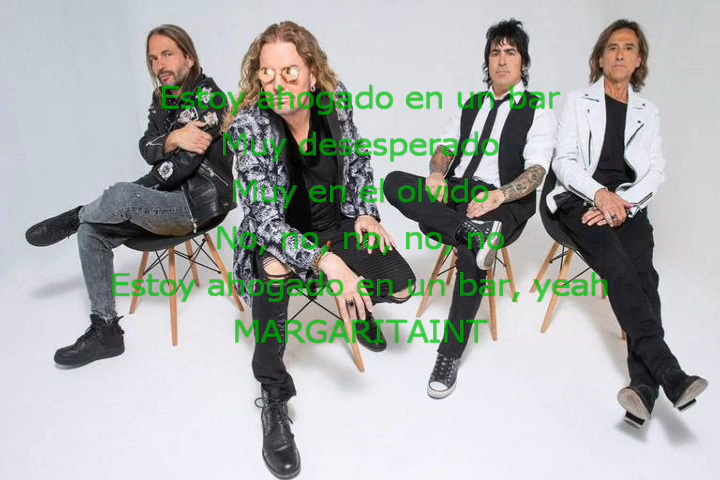 Estoy ahogado en un bar
Muy desesperado
Muy en el olvido
No, no, no, no, no
Estoy ahogado en un bar, yeah
MARGARITAINT